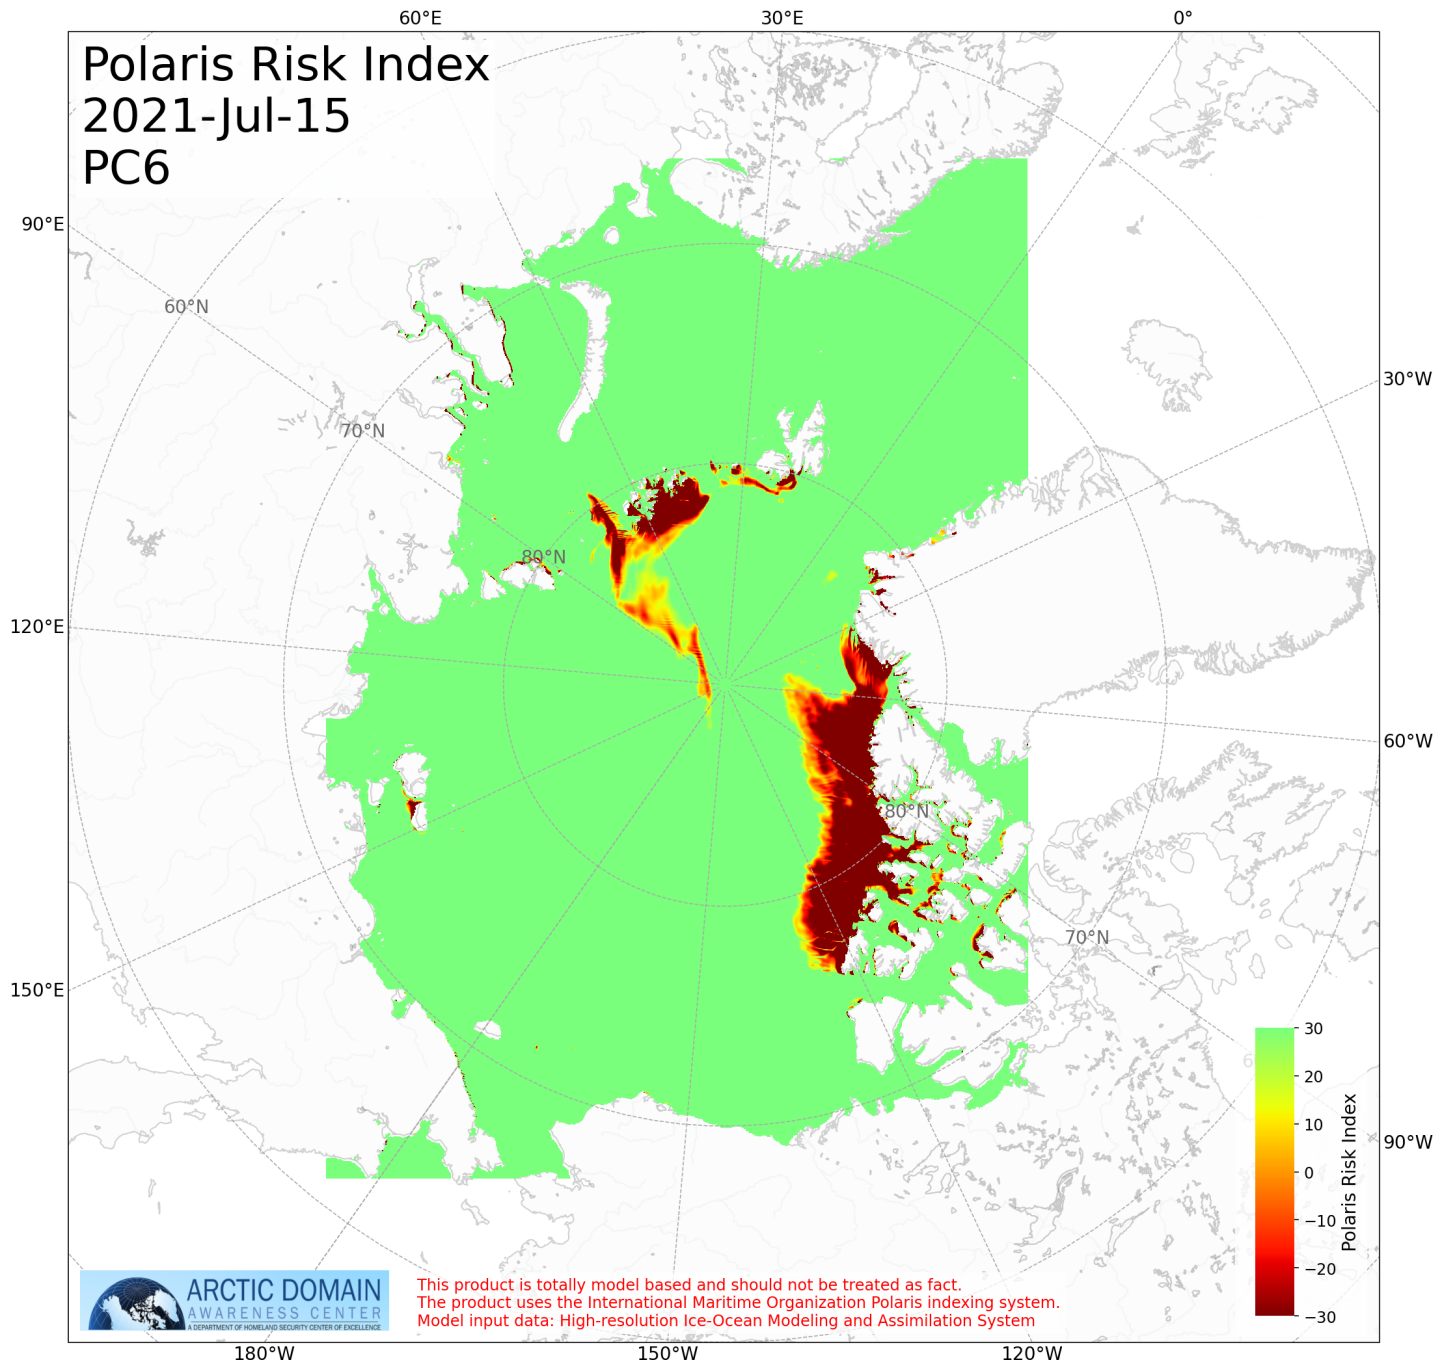 60°E 30°E 0°
Polaris Risk Index
2021-Jul-15
PC6
90°E
60°N
30°W
70°N
80°N
120°E
60°W
80°N
70°N
150°E
30
20
10
0
−10
−20
−30
Polaris Risk Index
90°W
ARCTIC DOMAIN
AWARENESS CENTER
A DEPARTMENT OF HOMELAND SECURITY CENTER OF EXCELLENCE
This product is totally model based and should not be treated as fact.
The product uses the International Maritime Organization Polaris indexing system.
Model input data: High-resolution Ice-Ocean Modeling and Assimilation System
180°W 150°W 120°W